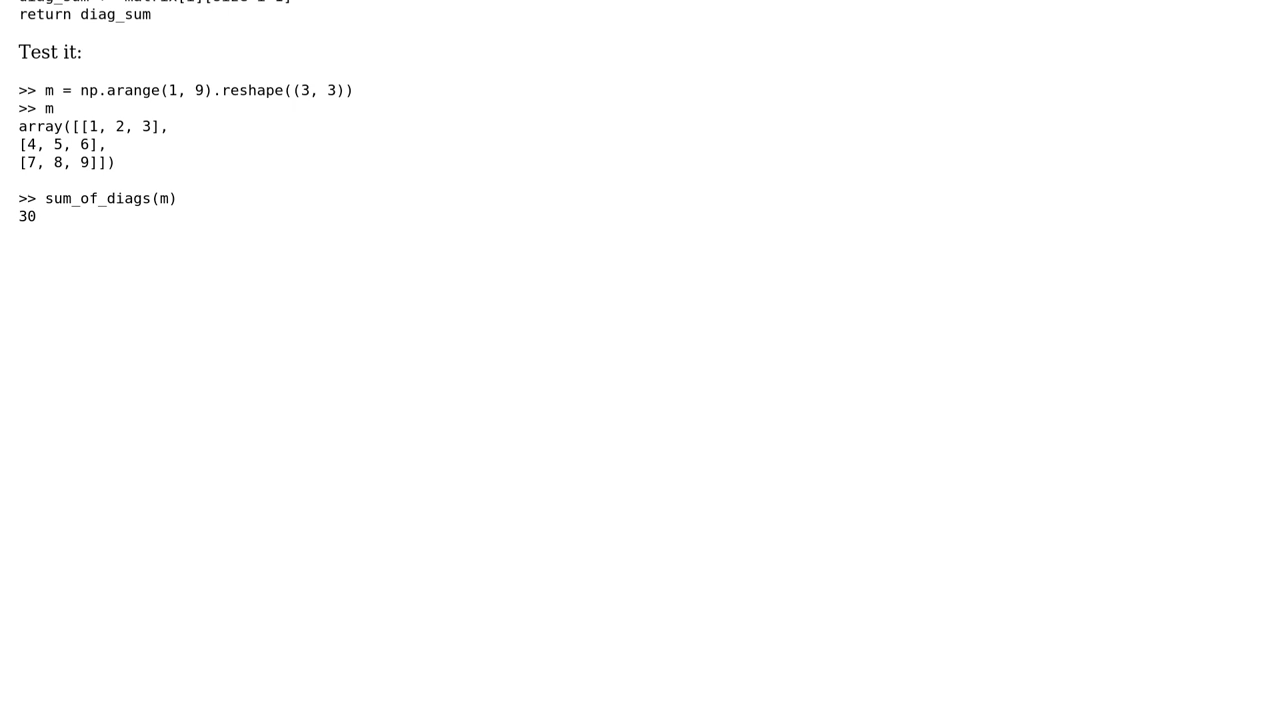 return diag_sum
Test it:
>> m = np.arange(1, 9).reshape((3, 3))
>> m
array([[1, 2, 3],
[4, 5, 6],
[7, 8, 9]])
>> sum_of_diags(m)
30